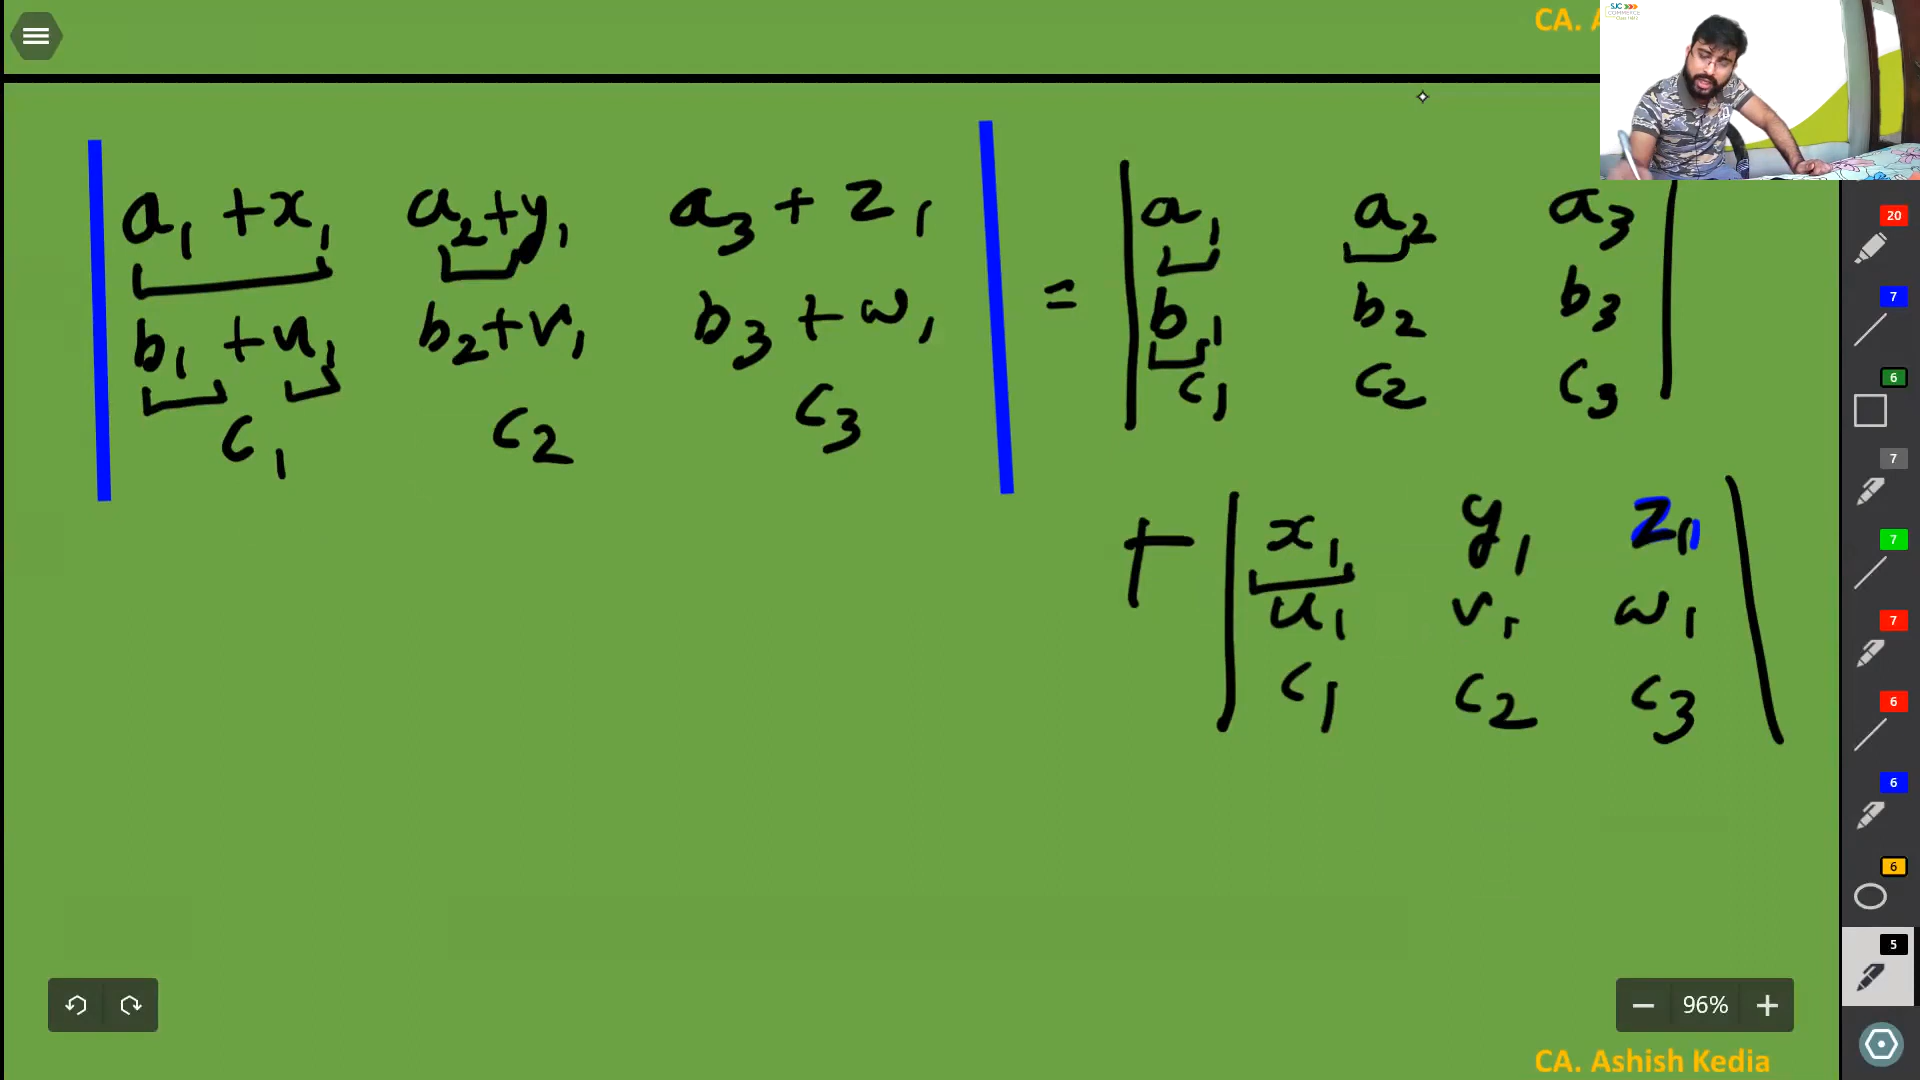 CA. A
SJC
COMMERCE
a₁ + x₁ a₂ + y₁ a₃ + z₁
b₁ + u₁ b₂ + v₁ b₃ + w₁
c₁ c₂ c₃
=
a₁ a₂ a₃
b₁ b₂ b₃
c₁ c₂ c₃
+
x₁ y₁ z₁
u₁ v₁ w₁
c₁ c₂ c₃
20
7
6
7
7
7
6
6
6
5
96%
CA. Ashish Kedia